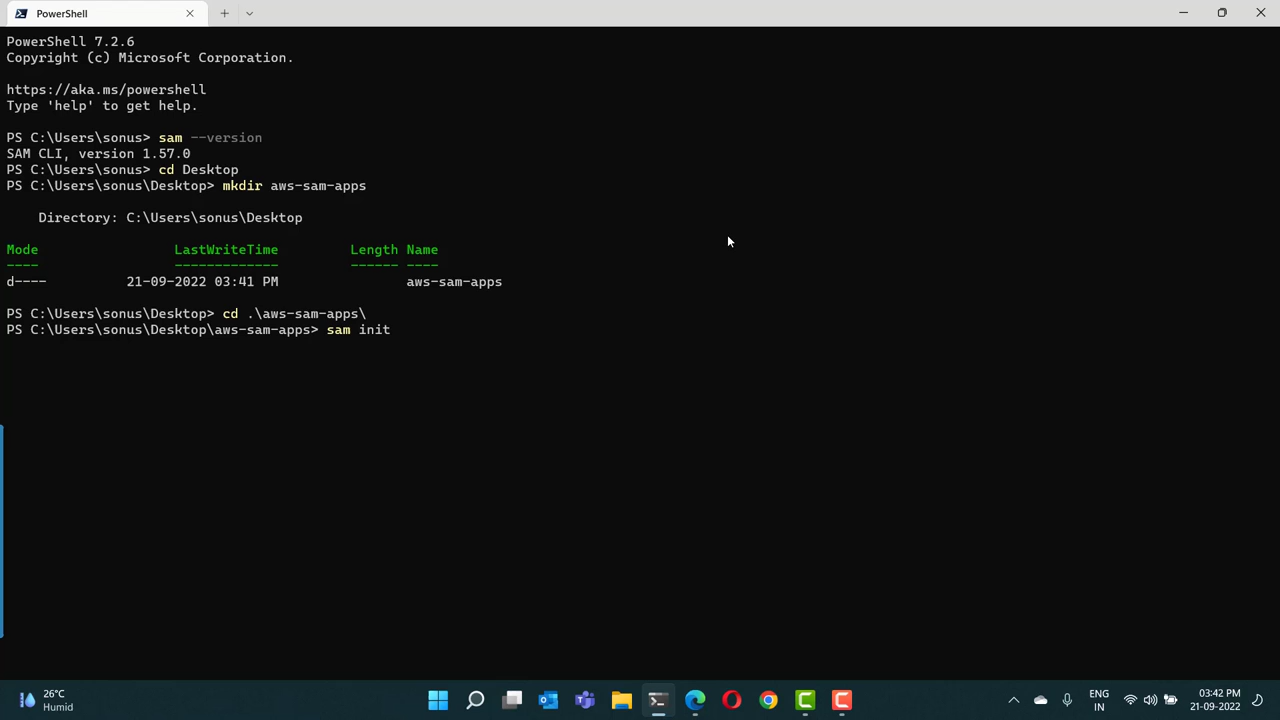 PowerShell
PowerShell 7.2.6
Copyright (c) Microsoft Corporation.
https://aka.ms/powershell
Type 'help' to get help.
PS C:\Users\sonus> sam --version
SAM CLI, version 1.57.0
PS C:\Users\sonus> cd Desktop
PS C:\Users\sonus\Desktop> mkdir aws-sam-apps
    Directory: C:\Users\sonus\Desktop
Mode                 LastWriteTime         Length Name
----                 -------------         ------ ----
d----          21-09-2022 03:41 PM                aws-sam-apps
PS C:\Users\sonus\Desktop> cd .\aws-sam-apps\
PS C:\Users\sonus\Desktop\aws-sam-apps> sam init
26°C
Humid
ENG
IN
03:42 PM
21-09-2022